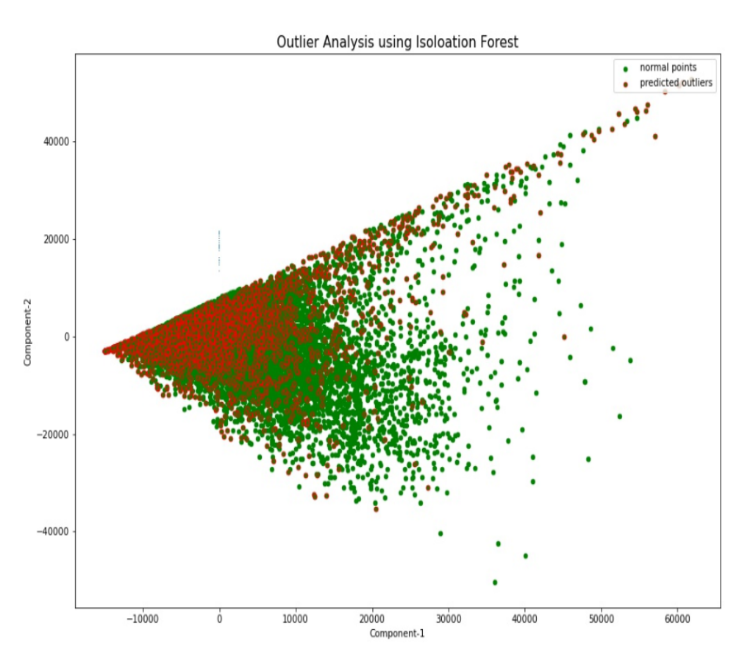 Outlier Analysis using Isoloation Forest
normal points
predicted outliers
40000
20000
0
−20000
−40000
Component-2
−10000
0
10000
20000
30000
40000
50000
60000
Component-1